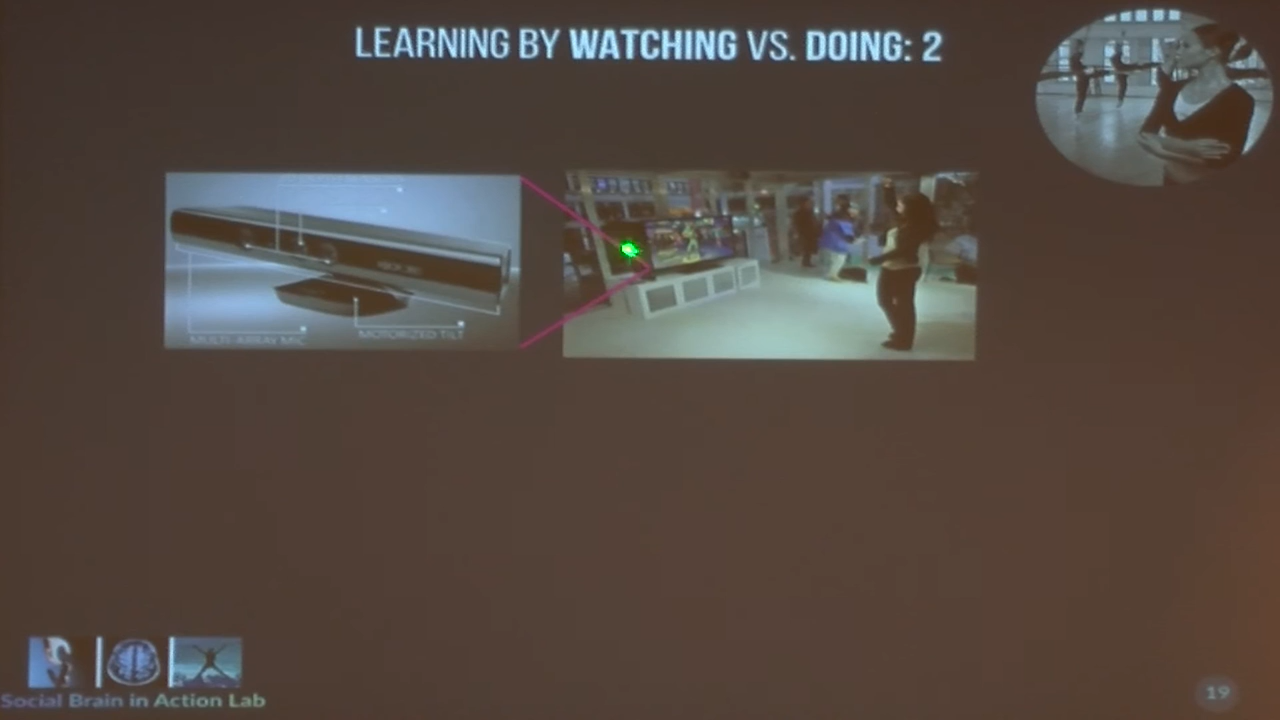 LEARNING BY WATCHING VS. DOING: 2
MULTI-ARRAY MIC
MOTORIZED TILT
Social Brain in Action Lab
19